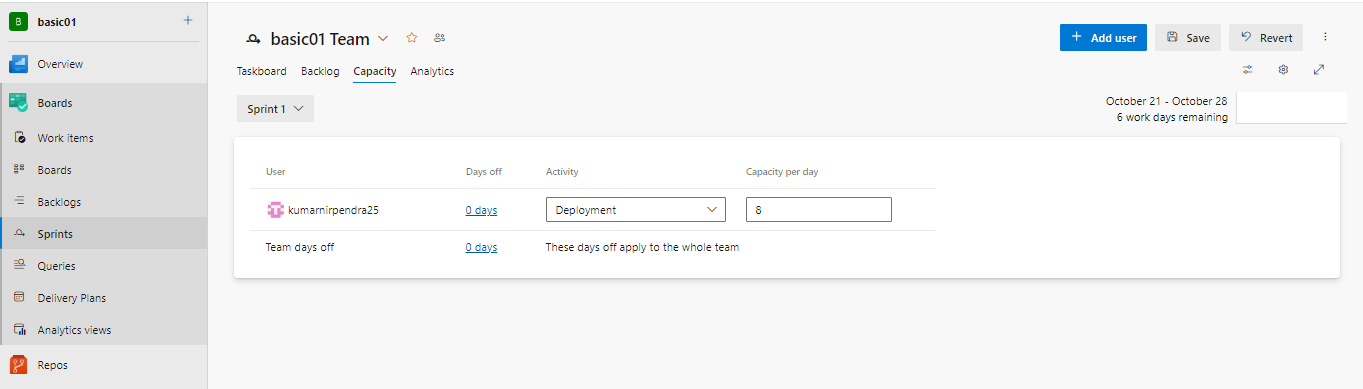 B basic01 +
Overview
Boards
Work items
Boards
Backlogs
Sprints
Queries
Delivery Plans
Analytics views
Repos
basic01 Team
+ Add user
Save
Revert
Taskboard Backlog Capacity Analytics
Sprint 1
October 21 - October 28
6 work days remaining
User Days off Activity Capacity per day
kumarnirpendra25 0 days Deployment 8
Team days off 0 days These days off apply to the whole team